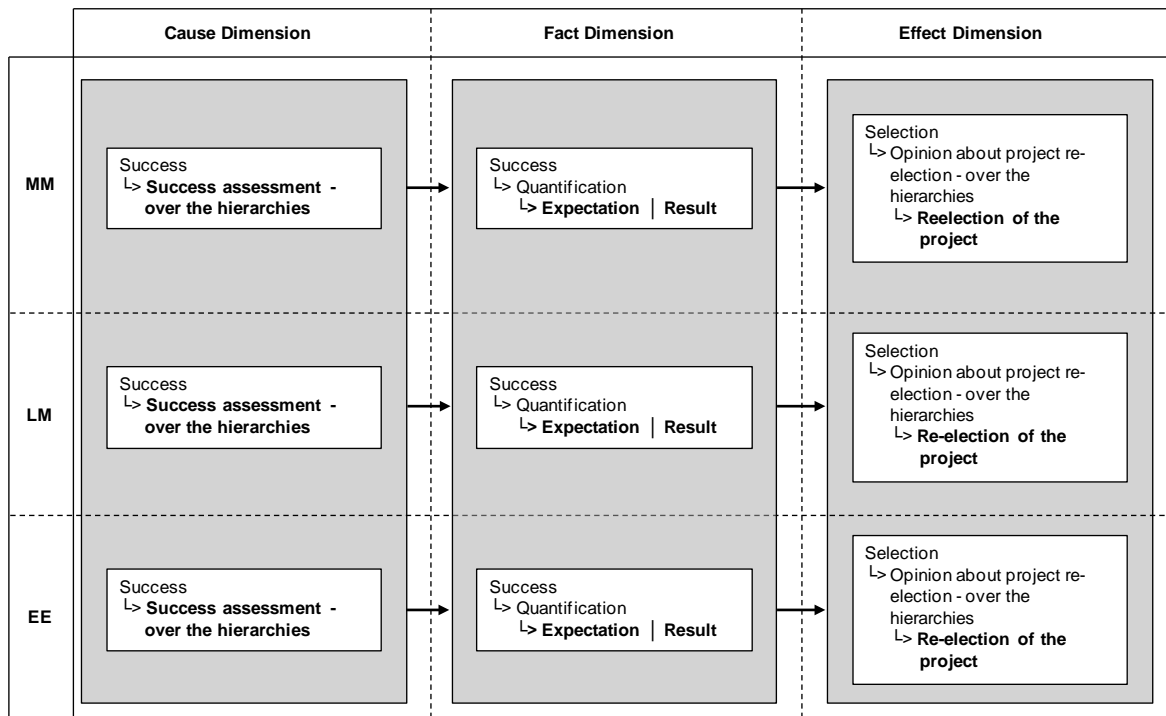 Cause Dimension
Fact Dimension
Effect Dimension
MM
Success
Success assessment -
over the hierarchies
Success
Quantification
Expectation | Result
Selection
Opinion about project re-
election - over the
hierarchies
Reelection of the
project
LM
Success
Success assessment -
over the hierarchies
Success
Quantification
Expectation | Result
Selection
Opinion about project re-
election - over the
hierarchies
Re-election of the
project
EE
Success
Success assessment -
over the hierarchies
Success
Quantification
Expectation | Result
Selection
Opinion about project re-
election - over the
hierarchies
Re-election of the
project